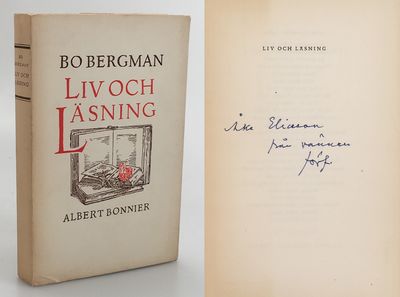 BO
BERGMAN
LIV OCH
LÄSNING
BO BERGMAN
LIV OCH
LÄSNING
ALBERT BONNIER
LIV OCH LÄSNING
Åke Ericsson
från vännen
förf.